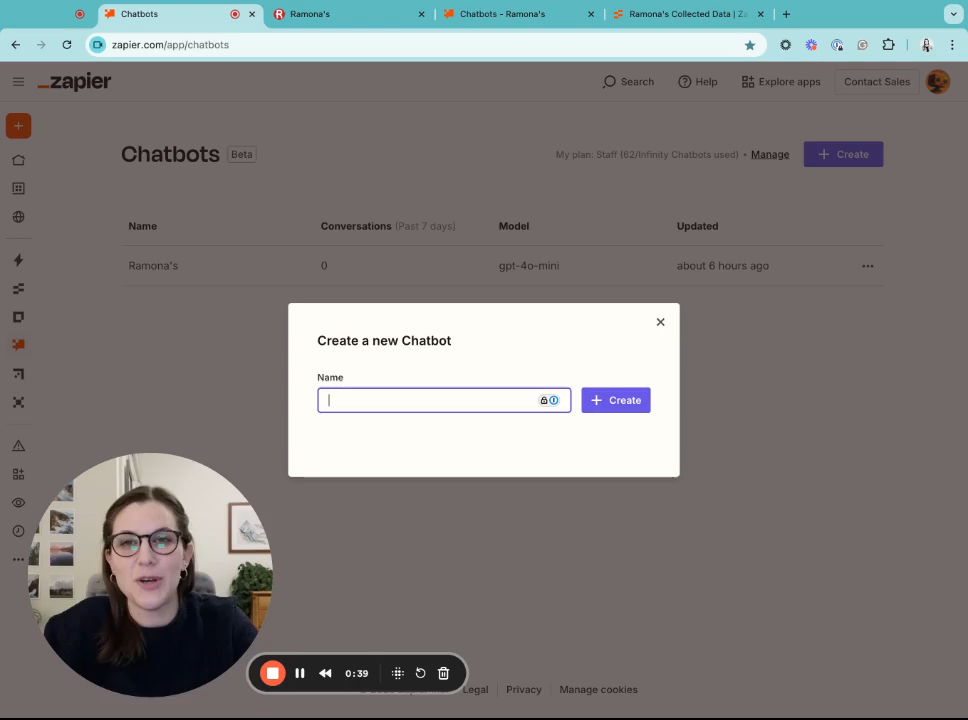 Chatbots
Ramona's
Chatbots - Ramona's
Ramona's Collected Data | Za
zapier.com/app/chatbots
zapier
Search
Help
Explore apps
Contact Sales
Chatbots
Beta
My plan: Staff (62/Infinity Chatbots used) • Manage
Create
Name
Conversations (Past 7 days)
Model
Updated
Ramona's
0
gpt-4o-mini
about 6 hours ago
Create a new Chatbot
Name
Create
0:39
Legal
Privacy
Manage cookies